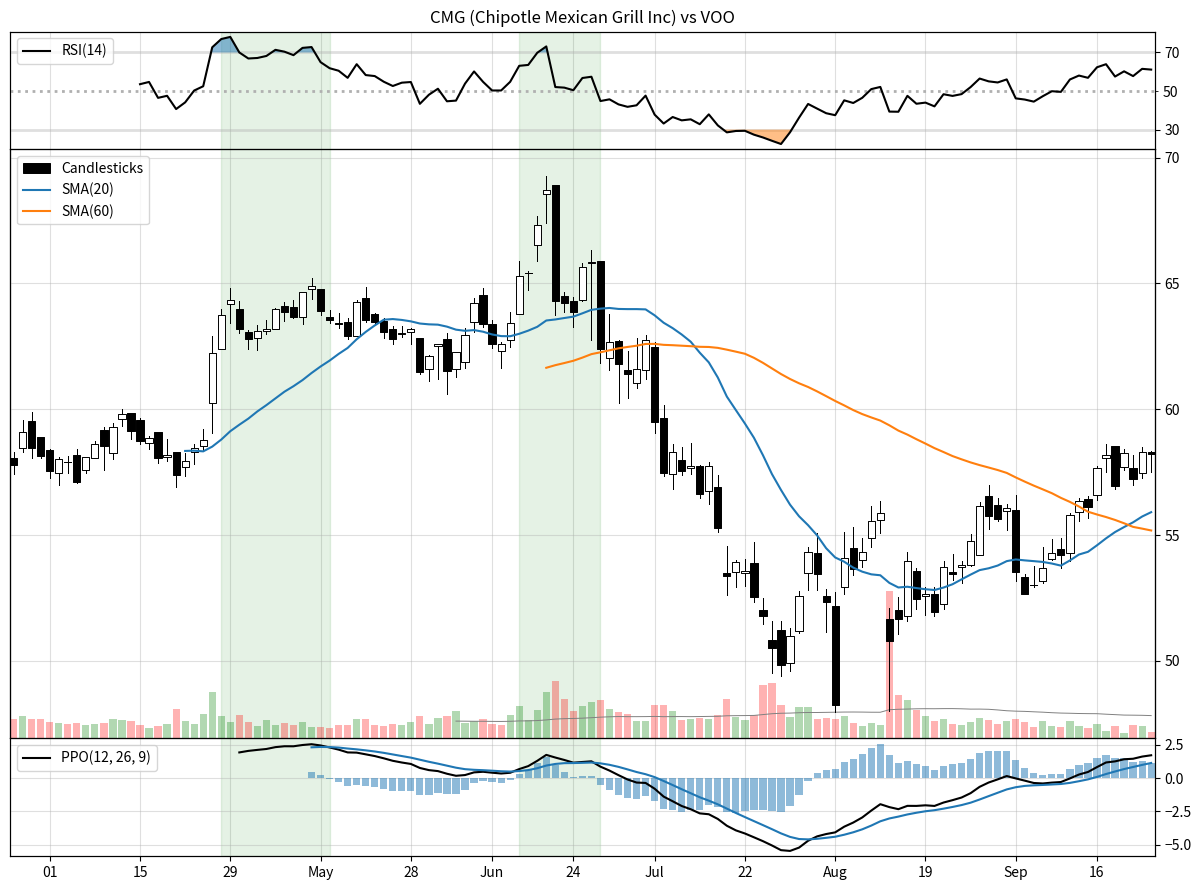 CMG (Chipotle Mexican Grill Inc) vs VOO
RSI(14)
70
50
30
Candlesticks
SMA(20)
SMA(60)
70
65
60
55
50
PPO(12, 26, 9)
2.5
0.0
−2.5
−5.0
01 15 29 May 28 Jun 24 Jul 22 Aug 19 Sep 16